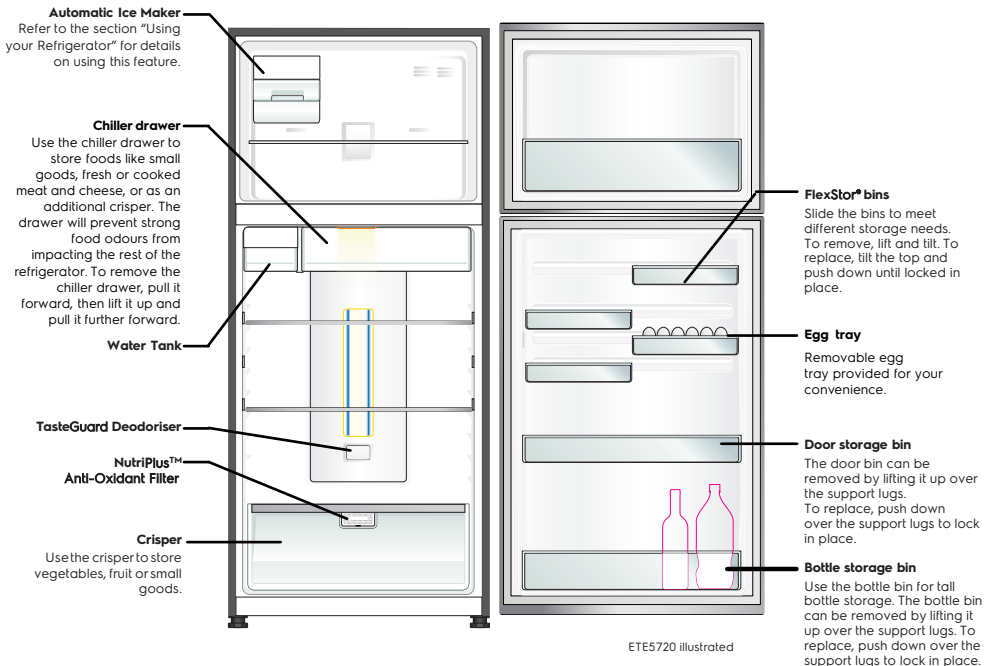 Automatic Ice Maker
Refer to the section “Using
your Refrigerator” for details
on using this feature.
Chiller drawer
Use the chiller drawer to
store foods like small
goods, fresh or cooked
meat and cheese, or as an
additional crisper. The
drawer will prevent strong
food odours from
impacting the rest of the
refrigerator. To remove the
chiller drawer, pull it
forward, then lift it up and
pull it further forward.
Water Tank
TasteGuard Deodoriser
NutriPlus™
Anti-Oxidant Filter
Crisper
Use the crisper to store
vegetables, fruit or small
goods.
FlexStor® bins
Slide the bins to meet
different storage needs.
To remove, lift and tilt. To
replace, tilt the top and
push down until locked in
place.
Egg tray
Removable egg
tray provided for your
convenience.
Door storage bin
The door bin can be
removed by lifting it up over
the support lugs.
To replace, push down
over the support lugs to lock
in place.
Bottle storage bin
Use the bottle bin for tall
bottle storage. The bottle bin
can be removed by lifting it
up over the support lugs. To
replace, push down over the
support lugs to lock in place.
ETE5720 illustrated